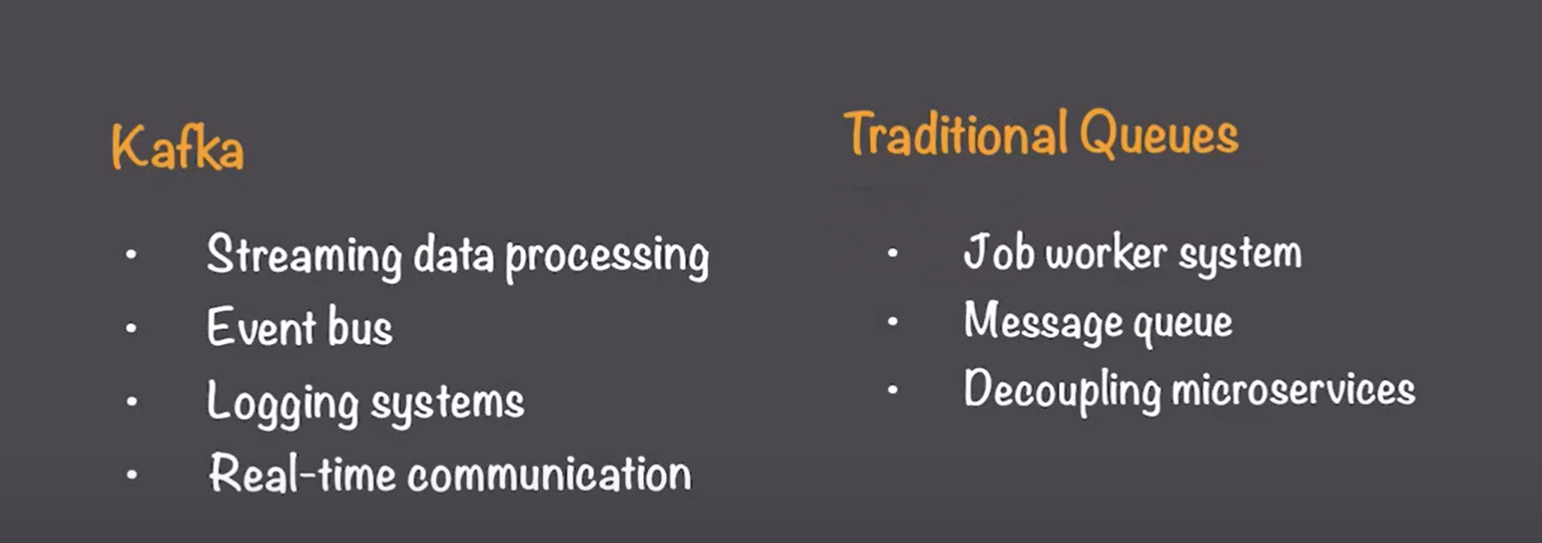 Kafka
Streaming data processing
Event bus
Logging systems
Real-time communication
Traditional Queues
Job worker system
Message queue
Decoupling microservices